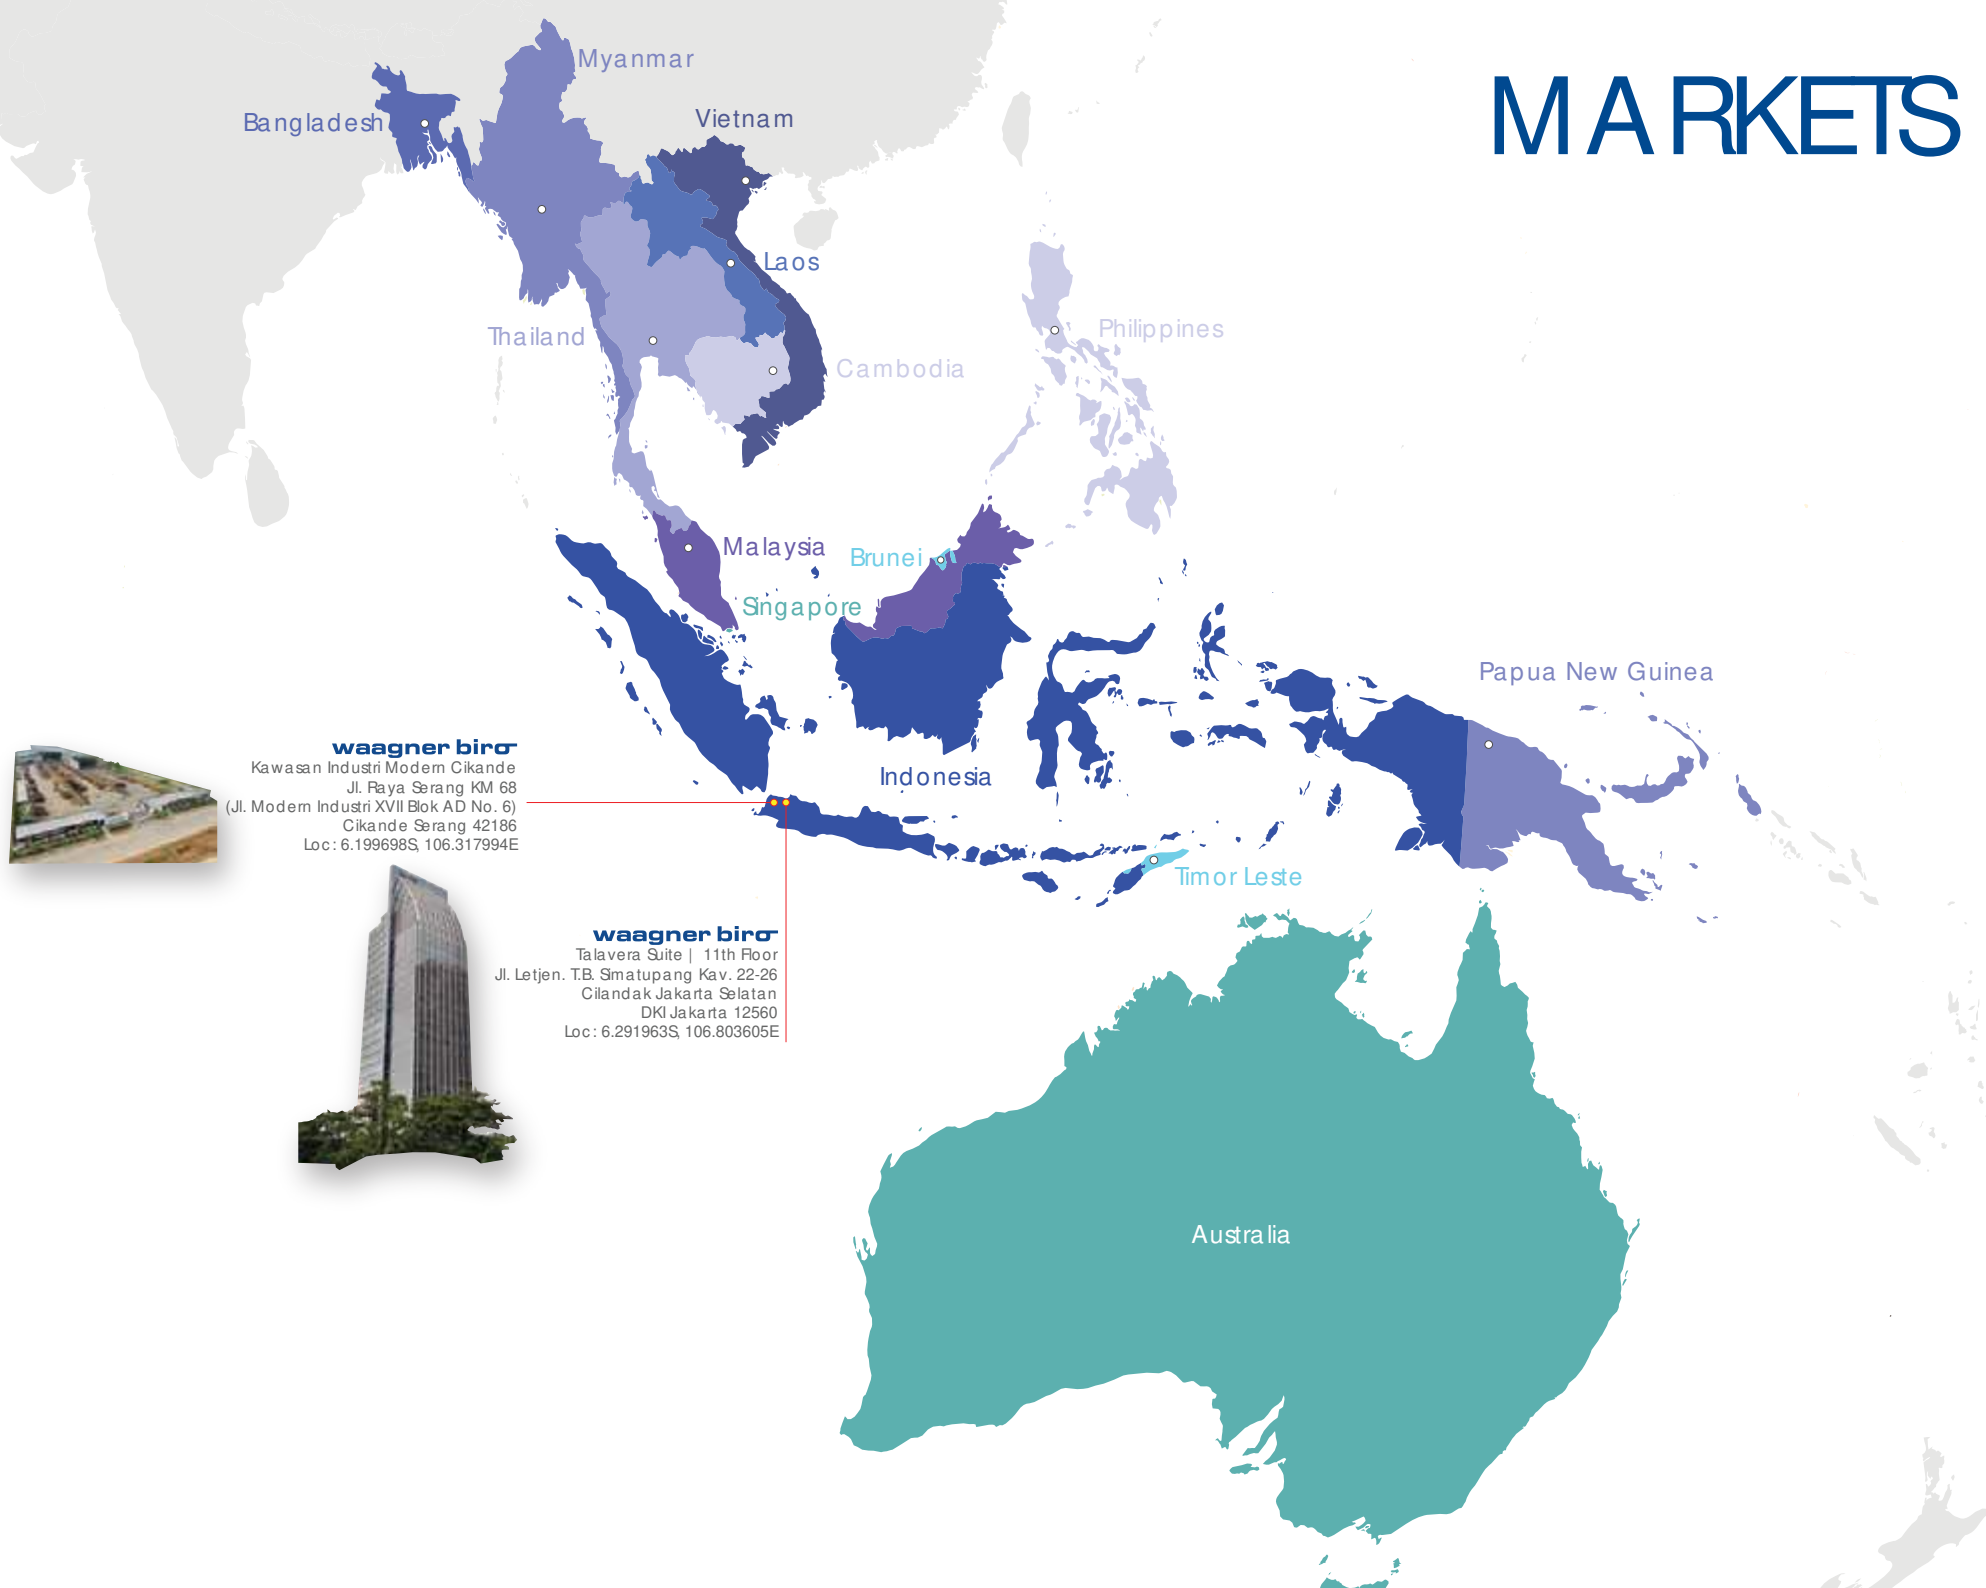 MARKETS
Myanmar
Bangladesh
Vietnam
Laos
Thailand
Philippines
Cambodia
Malaysia
Brunei
Singapore
Papua New Guinea
Indonesia
waagner biro
Kawasan Industri Modern Cikande
Jl. Raya Serang KM 68
(Jl. Modern Industri XVII Blok AD No. 6)
Cikande Serang 42186
Loc: 6.199698S, 106.317994E
Timor Leste
waagner biro
Talavera Suite | 11th Floor
Jl. Letjen. T.B. Simatupang Kav. 22-26
Cilandak Jakarta Selatan
DKI Jakarta 12560
Loc: 6.291963S, 106.803605E
Australia